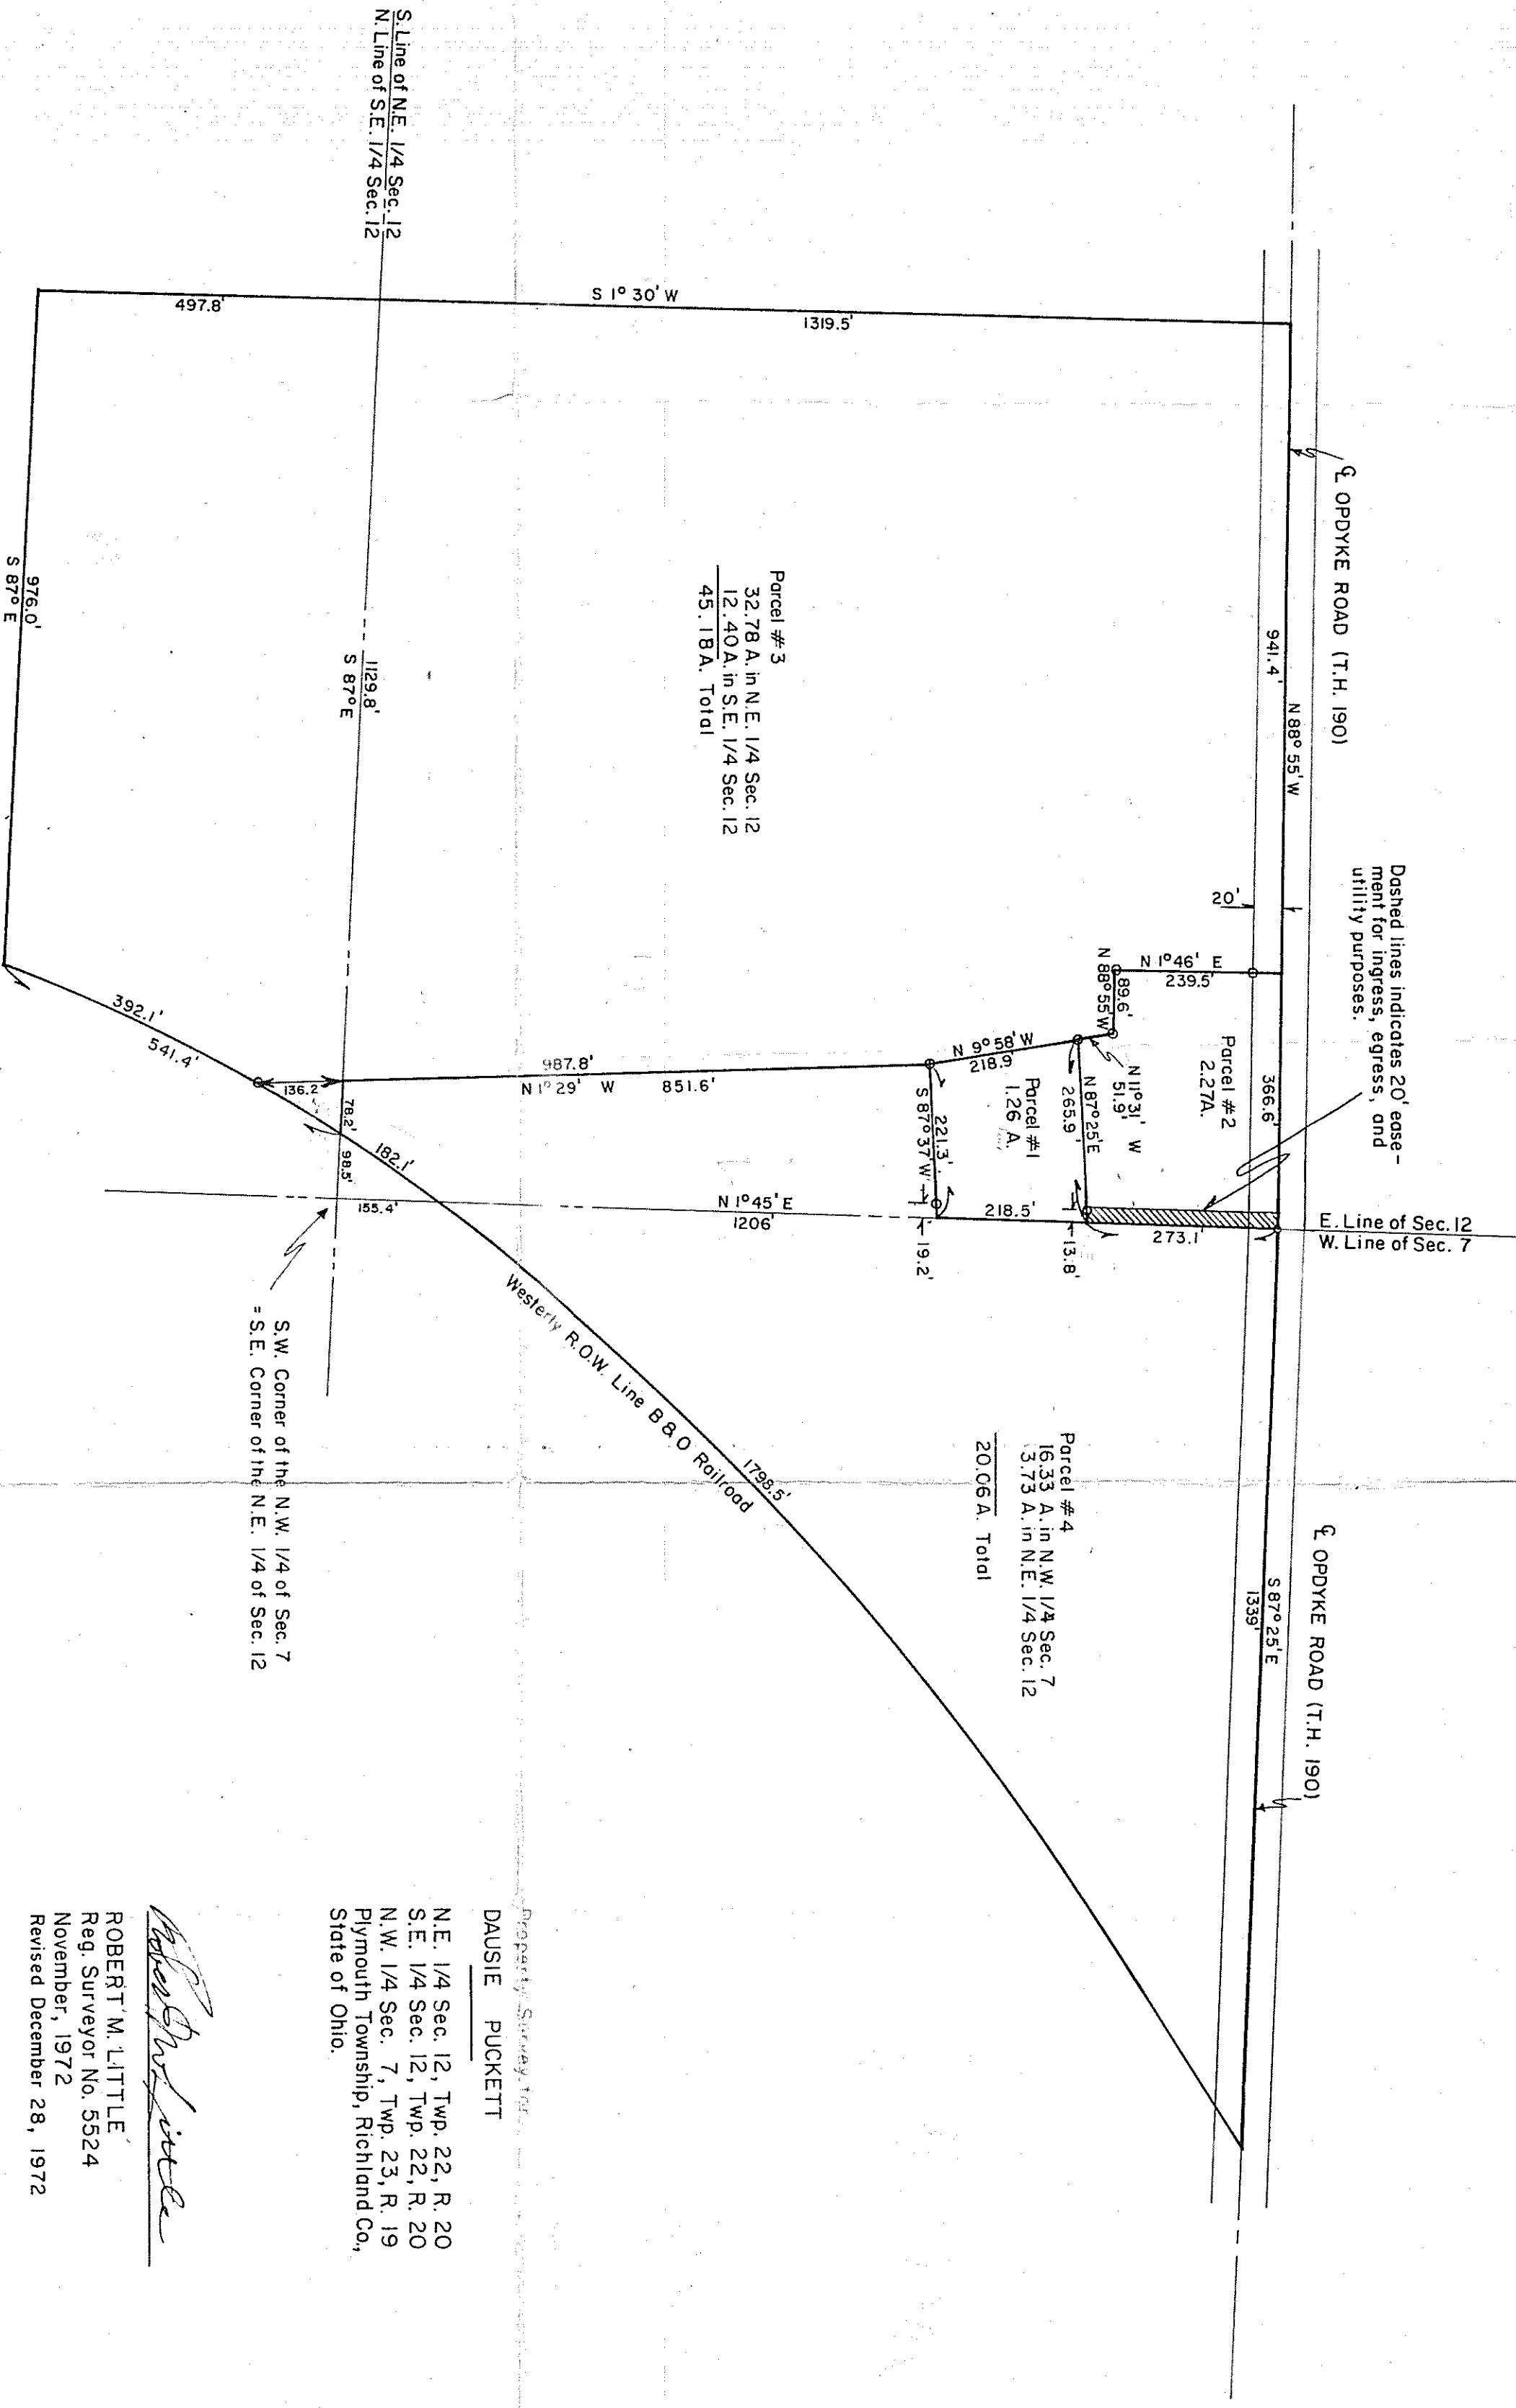 S. Line of N.E. 1/4 Sec. 12
N. Line of S.E. 1/4 Sec. 12
℄ OPDYKE ROAD (T.H. 190)
N 88° 55' W
941.4'
20'
Dashed lines indicates 20' ease-
ment for ingress, egress, and
utility purposes.
366.6'
E. Line of Sec. 12
W. Line of Sec. 7
℄ OPDYKE ROAD (T.H. 190)
S 87° 25' E
1339'
S 1° 30' W
1319.5'
497.8'
N 1° 46' E
239.5'
89.6'
N 88° 55' W
Parcel #2
2.27A.
N 11° 31' W
51.9'
273.1'
13.8'
N 87° 25' E
265.9'
N 9° 58' W
218.9'
Parcel #1
1.26 A.
218.5'
221.3'
S 87° 37' W
19.2'
Parcel #3
32.78 A. in N.E. 1/4 Sec. 12
12.40 A. in S.E. 1/4 Sec. 12
45.18 A. Total
Parcel #4
16.33 A. in N.W. 1/4 Sec. 7
3.73 A. in N.E. 1/4 Sec. 12
20.06 A. Total
987.8'
N 1° 29' W 851.6'
N 1° 45' E
1206'
1129.8'
S 87° E
136.2'
78.2'
98.5'
155.4'
182.1'
Westerly R.O.W. Line B & O Railroad
1798.5'
392.1'
541.4'
976.0'
S 87° E
S.W. Corner of the N.W. 1/4 of Sec. 7
= S.E. Corner of the N.E. 1/4 of Sec. 12
Property Survey for
DAUSIE PUCKETT
N.E. 1/4 Sec. 12, Twp. 22, R. 20
S.E. 1/4 Sec. 12, Twp. 22, R. 20
N.W. 1/4 Sec. 7, Twp. 23, R. 19
Plymouth Township, Richland Co.,
State of Ohio.
Robert M. Little
ROBERT M. LITTLE
Reg. Surveyor No. 5524
November, 1972
Revised December 28, 1972